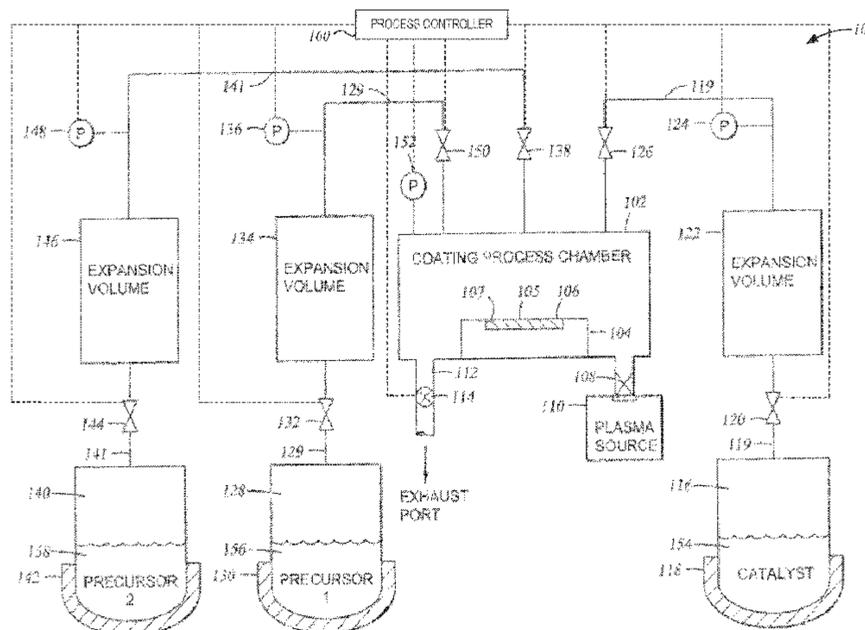 PROCESS CONTROLLER
160
141
129
119
148
P
136
P
152
P
150
138
126
124
P
102
146
EXPANSION
VOLUME
134
EXPANSION
VOLUME
COATING PROCESS CHAMBER
107
105
106
104
122
EXPANSION
VOLUME
112
108
114
110
PLASMA
SOURCE
144
132
120
141
129
119
EXHAUST
PORT
140
128
116
158
156
154
142
PRECURSOR
2
130
PRECURSOR
1
118
CATALYST